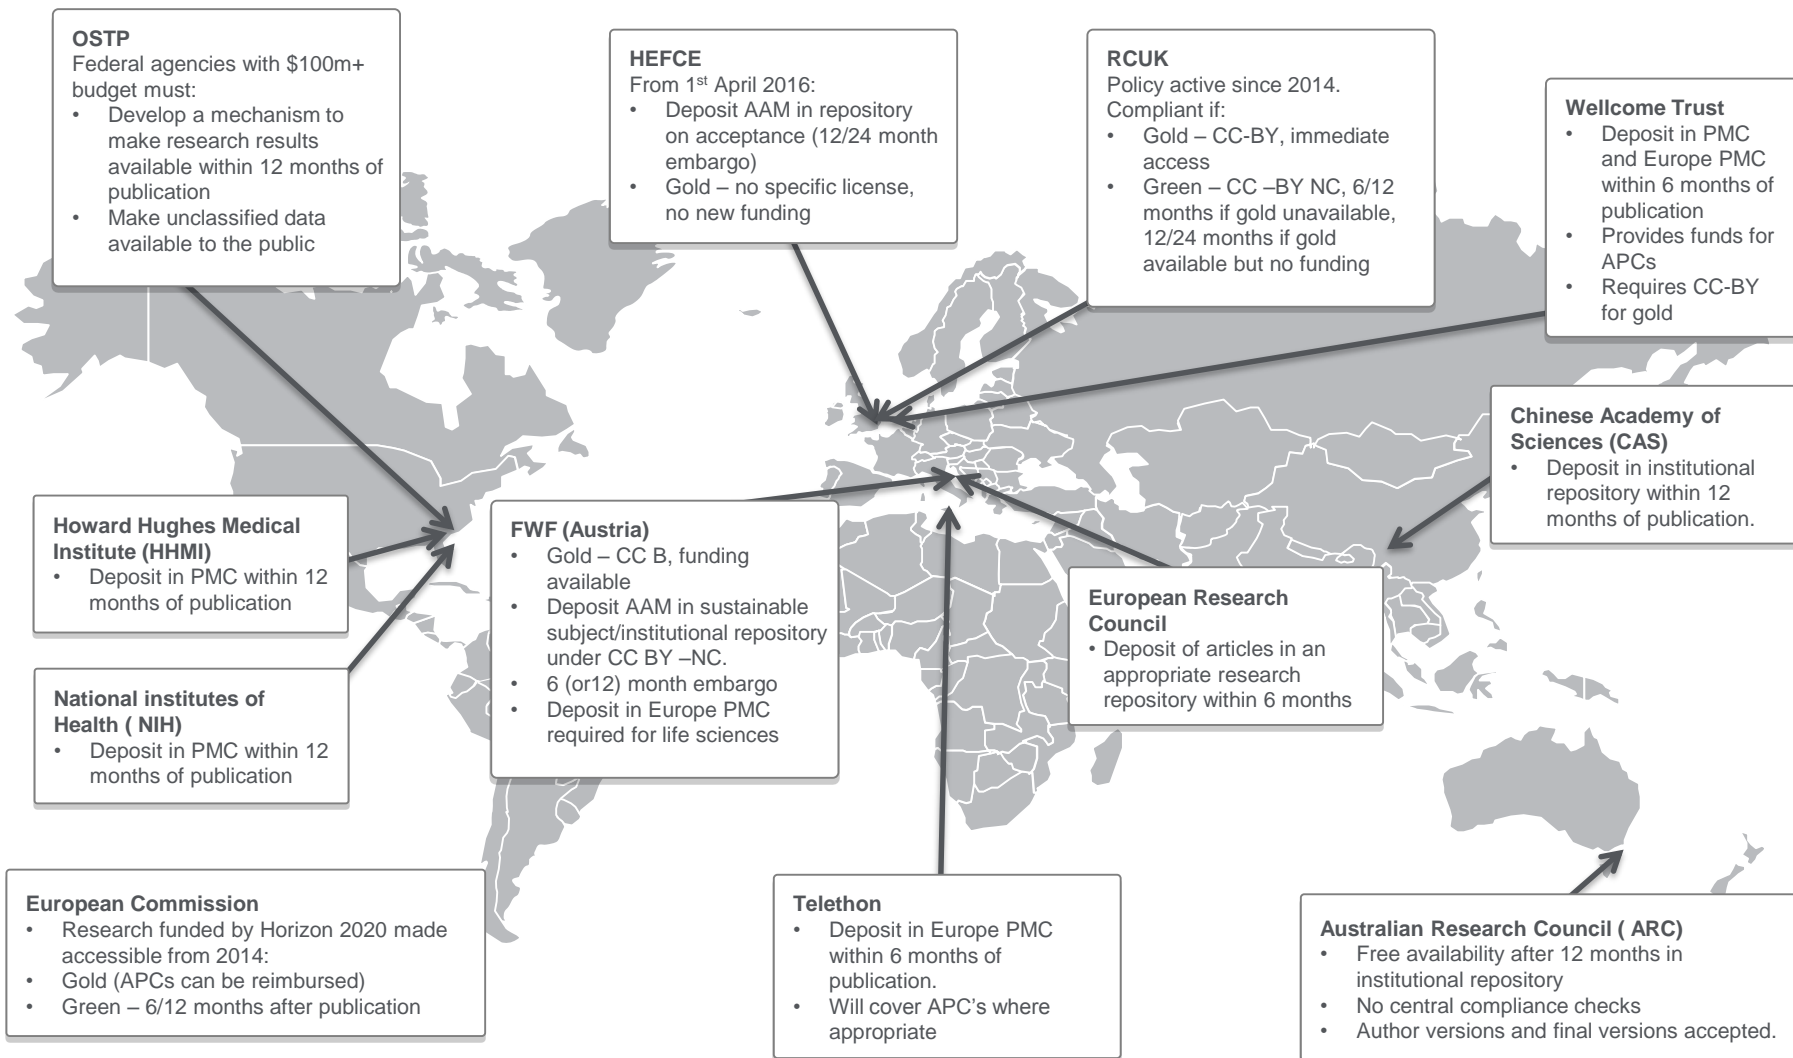 OSTP
Federal agencies with $100m+
budget must:
• Develop a mechanism to
make research results
available within 12 months of
publication
• Make unclassified data
available to the public
HEFCE
From 1st April 2016:
• Deposit AAM in repository
on acceptance (12/24 month
embargo)
• Gold – no specific license,
no new funding
RCUK
Policy active since 2014.
Compliant if:
• Gold – CC-BY, immediate
access
• Green – CC –BY NC, 6/12
months if gold unavailable,
12/24 months if gold
available but no funding
Wellcome Trust
• Deposit in PMC
and Europe PMC
within 6 months of
publication
• Provides funds for
APCs
• Requires CC-BY
for gold
Chinese Academy of
Sciences (CAS)
• Deposit in institutional
repository within 12
months of publication.
Howard Hughes Medical
Institute (HHMI)
• Deposit in PMC within 12
months of publication
FWF (Austria)
• Gold – CC B, funding
available
• Deposit AAM in sustainable
subject/institutional repository
under CC BY –NC.
• 6 (or12) month embargo
• Deposit in Europe PMC
required for life sciences
European Research
Council
• Deposit of articles in an
appropriate research
repository within 6 months
National institutes of
Health ( NIH)
• Deposit in PMC within 12
months of publication
European Commission
• Research funded by Horizon 2020 made
accessible from 2014:
• Gold (APCs can be reimbursed)
• Green – 6/12 months after publication
Telethon
• Deposit in Europe PMC
within 6 months of
publication.
• Will cover APC’s where
appropriate
Australian Research Council ( ARC)
• Free availability after 12 months in
institutional repository
• No central compliance checks
• Author versions and final versions accepted.